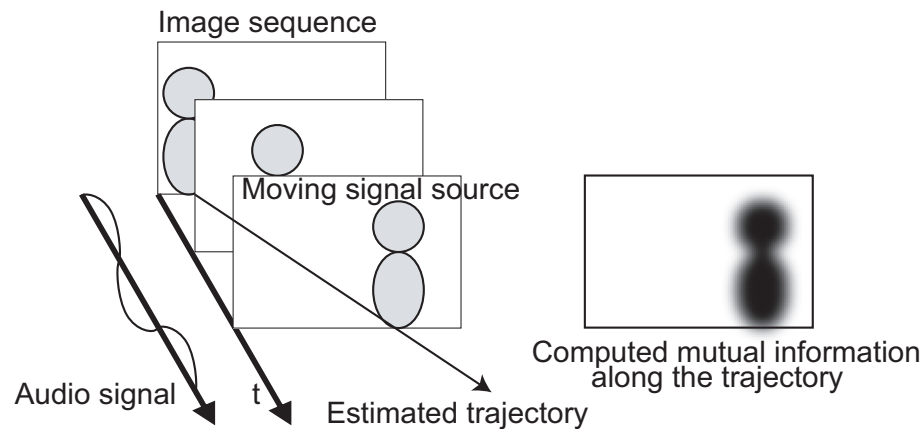 Image sequence
Moving signal source
Computed mutual information
along the trajectory
Audio signal
t
Estimated trajectory